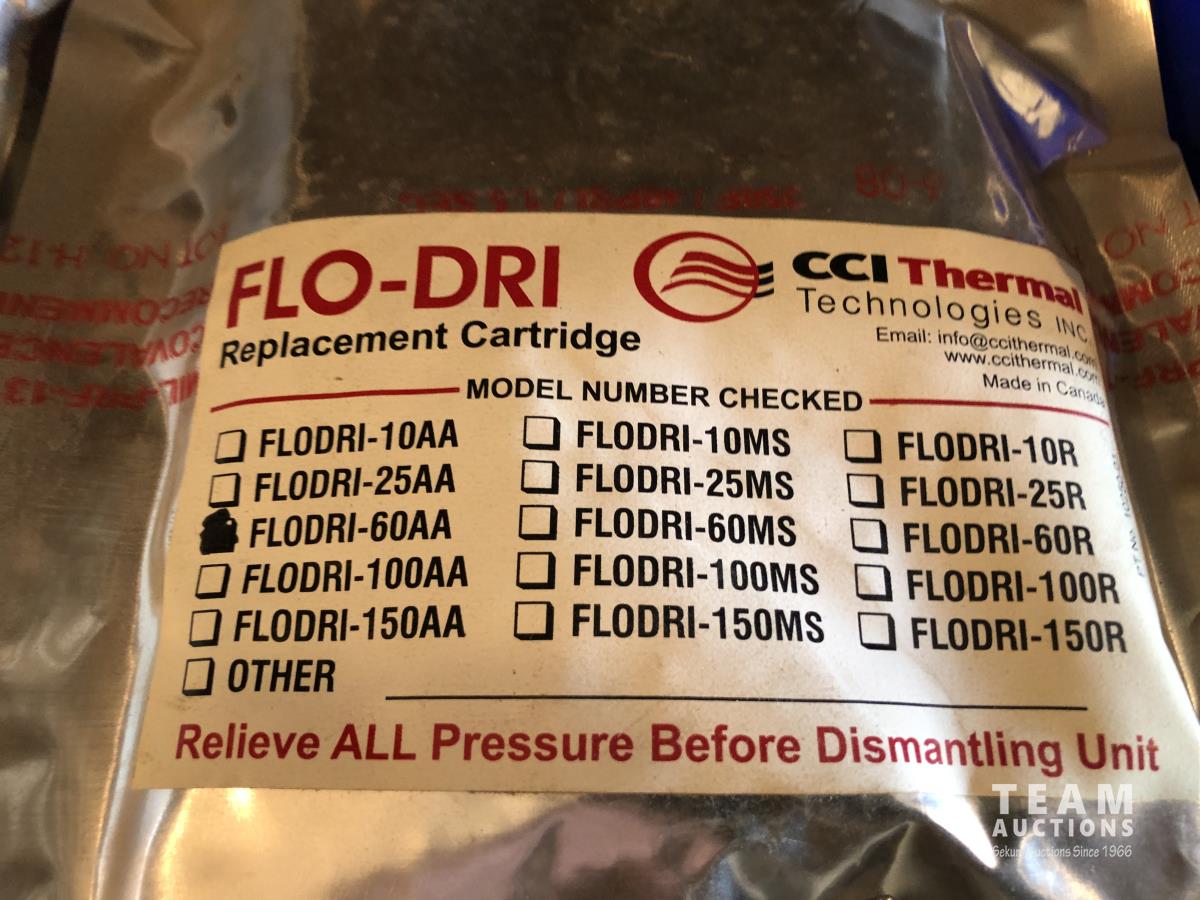 FLO-DRI
Replacement Cartridge
CCI Thermal
Technologies INC.
Email: info@ccithermal.com
www.ccithermal.com
Made in Canada
MODEL NUMBER CHECKED
FLODRI-10AA FLODRI-10MS FLODRI-10R
FLODRI-25AA FLODRI-25MS FLODRI-25R
FLODRI-60AA FLODRI-60MS FLODRI-60R
FLODRI-100AA FLODRI-100MS FLODRI-100R
FLODRI-150AA FLODRI-150MS FLODRI-150R
OTHER
Relieve ALL Pressure Before Dismantling Unit
TEAM
AUCTIONS
Auctions Since 1966